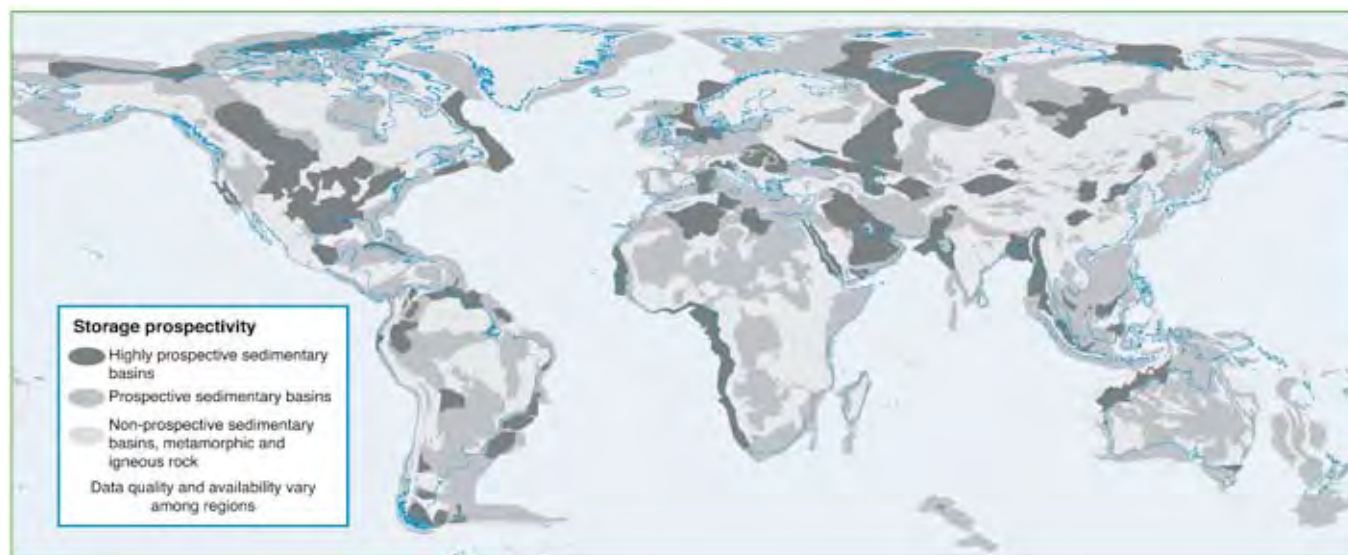 Storage prospectivity
Highly prospective sedimentary
basins
Prospective sedimentary basins
Non-prospective sedimentary
basins, metamorphic and
igneous rock
Data quality and availability vary
among regions